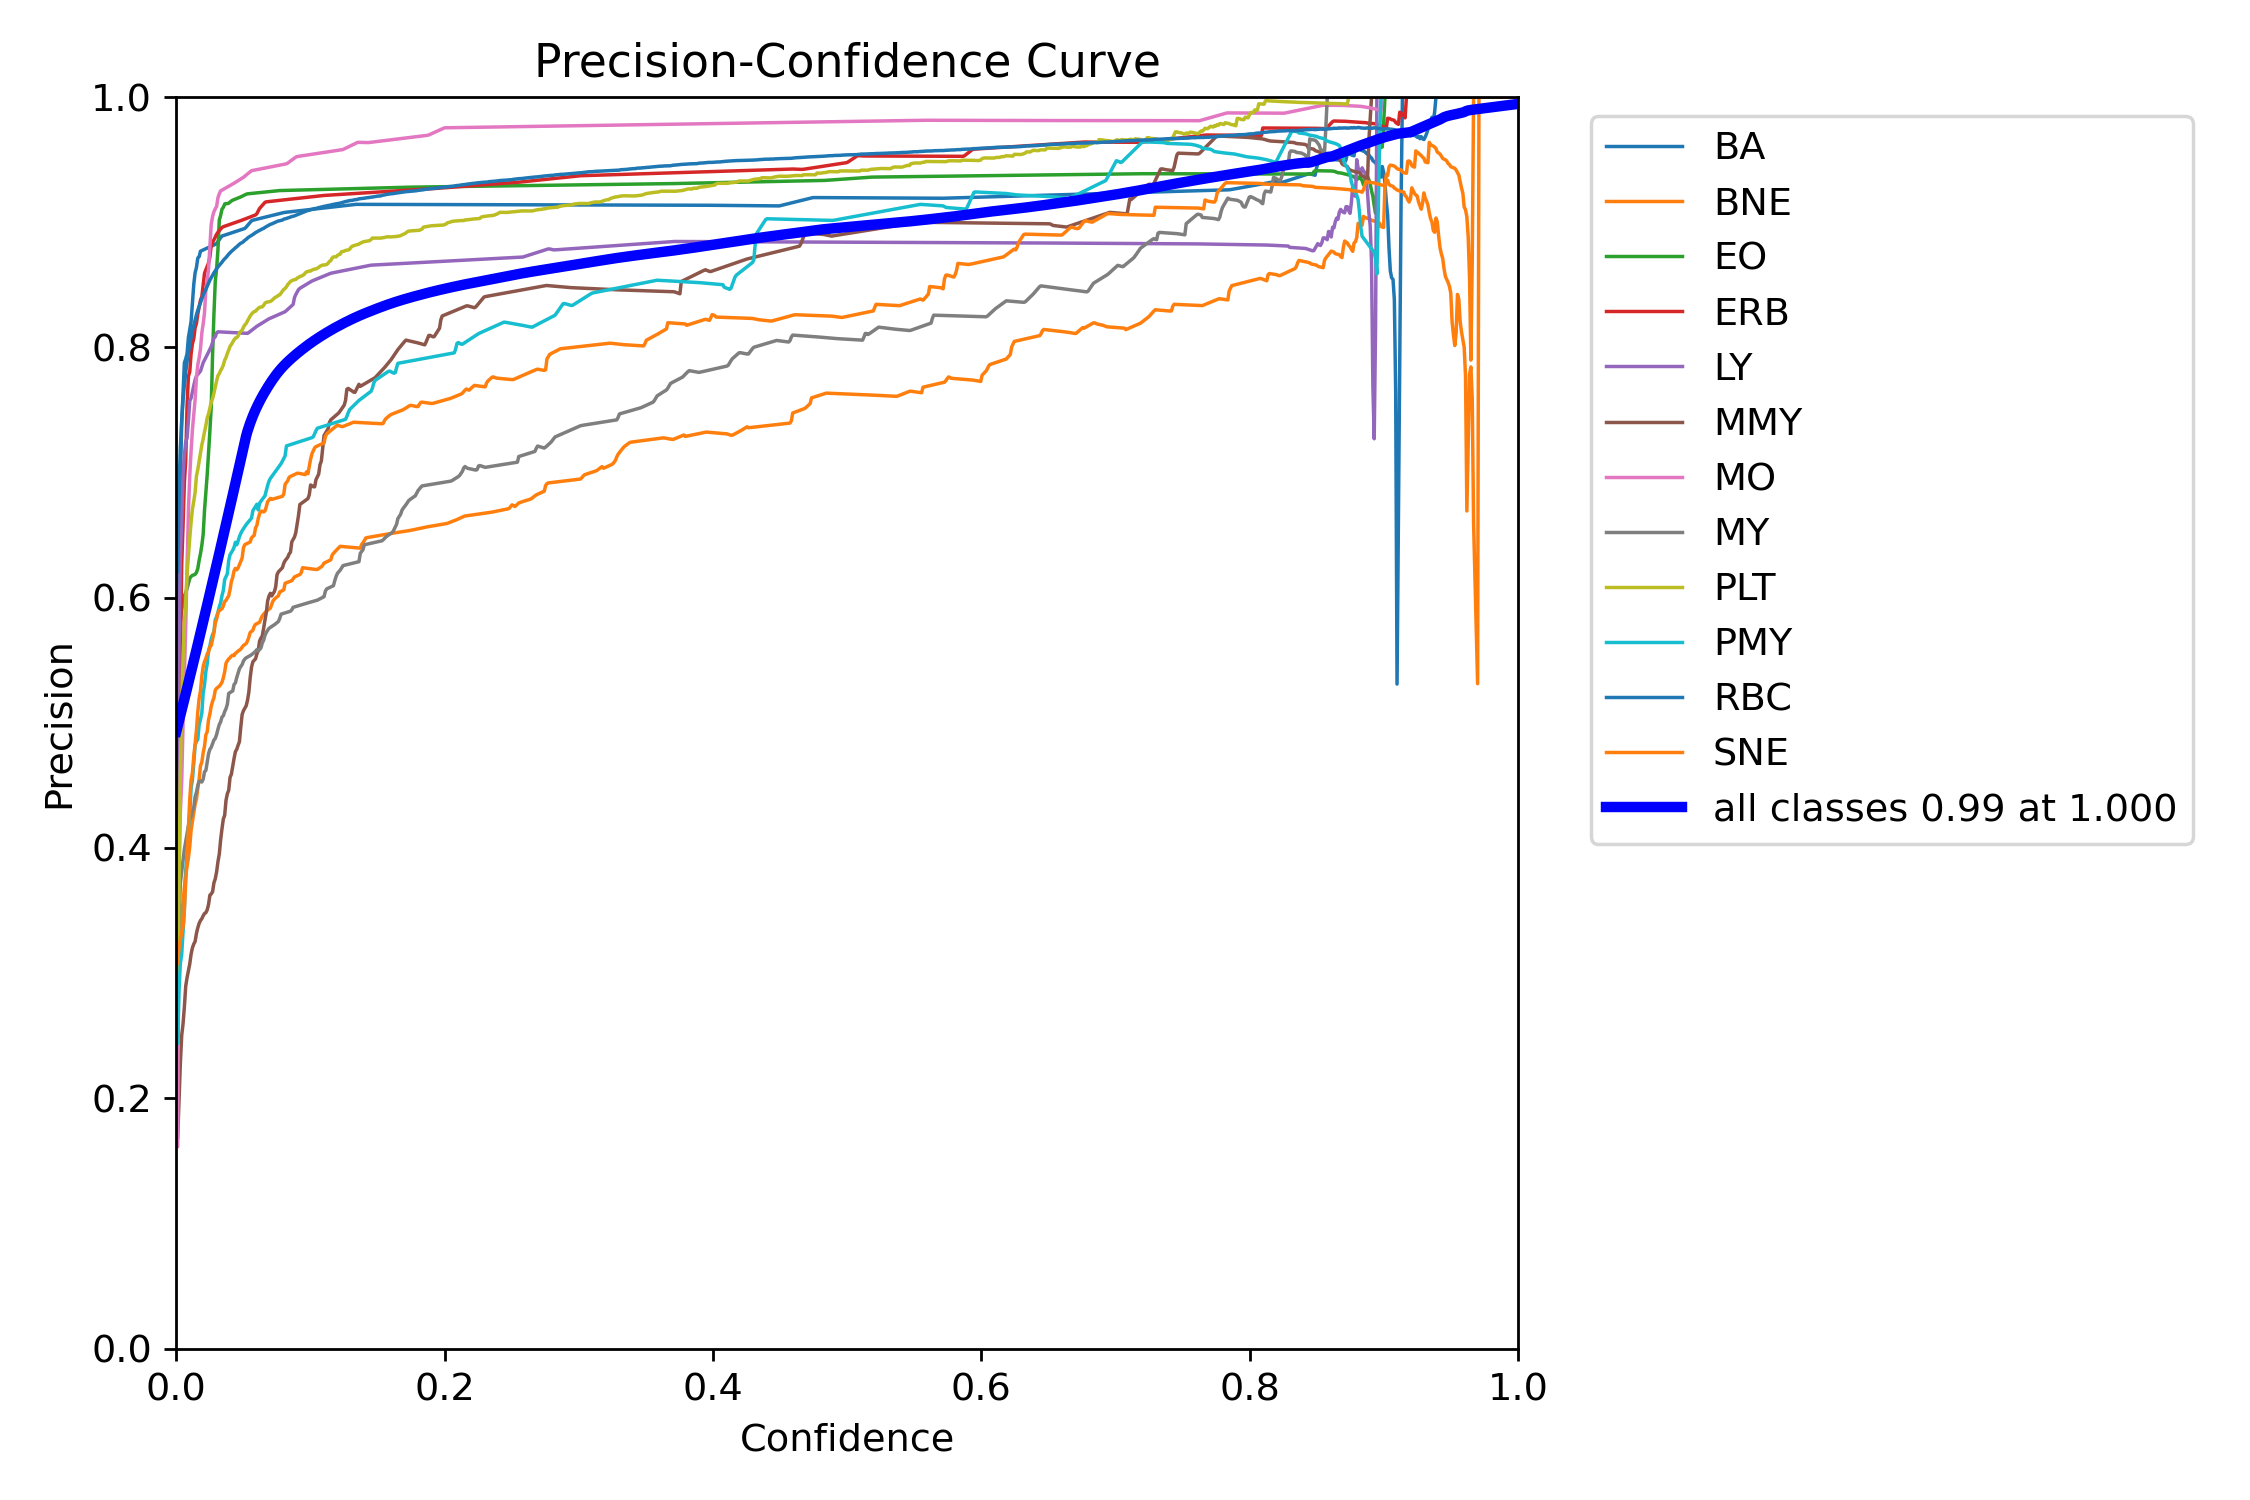 Precision-Confidence Curve
1.0
0.8
0.6
0.4
0.2
0.0
Precision
0.0 0.2 0.4 0.6 0.8 1.0
Confidence
BA
BNE
EO
ERB
LY
MMY
MO
MY
PLT
PMY
RBC
SNE
all classes 0.99 at 1.000